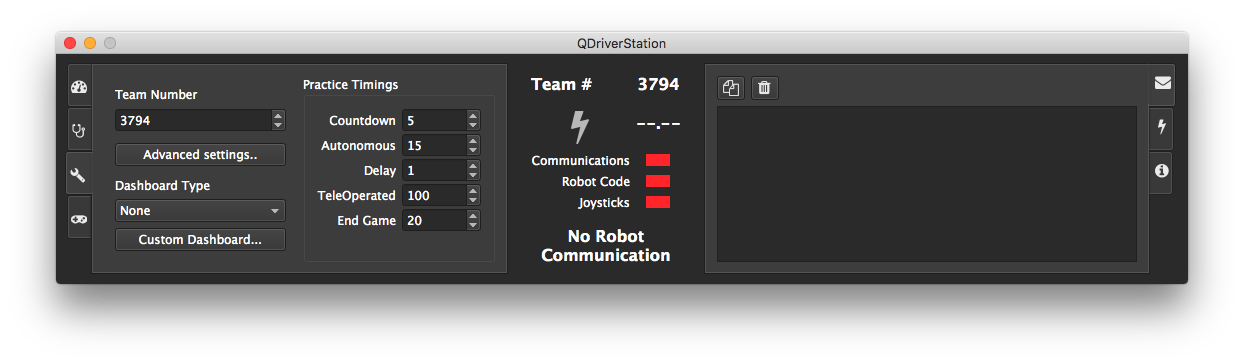 QDriverStation
Team Number
3794
Advanced settings..
Dashboard Type
None
Custom Dashboard...
Practice Timings
Countdown 5
Autonomous 15
Delay 1
TeleOperated 100
End Game 20
Team # 3794
--.--
Communications
Robot Code
Joysticks
No Robot
Communication